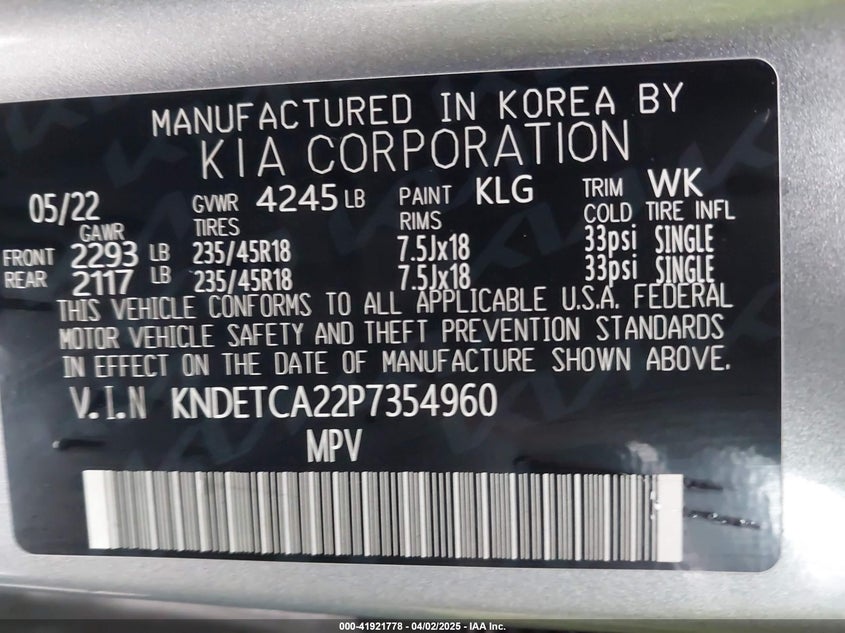 MANUFACTURED IN KOREA BY
KIA CORPORATION
05/22 GVWR 4245 LB PAINT KLG TRIM WK
GAWR TIRES RIMS COLD TIRE INFL
FRONT 2293 LB 235/45R18 7.5Jx18 33psi SINGLE
REAR 2117 LB 235/45R18 7.5Jx18 33psi SINGLE
THIS VEHICLE CONFORMS TO ALL APPLICABLE U.S.A. FEDERAL
MOTOR VEHICLE SAFETY AND THEFT PREVENTION STANDARDS
IN EFFECT ON THE DATE OF MANUFACTURE SHOWN ABOVE.
V.I.N KNDETCA22P7354960
MPV
000-41921778 - 04/02/2025 - IAA Inc.